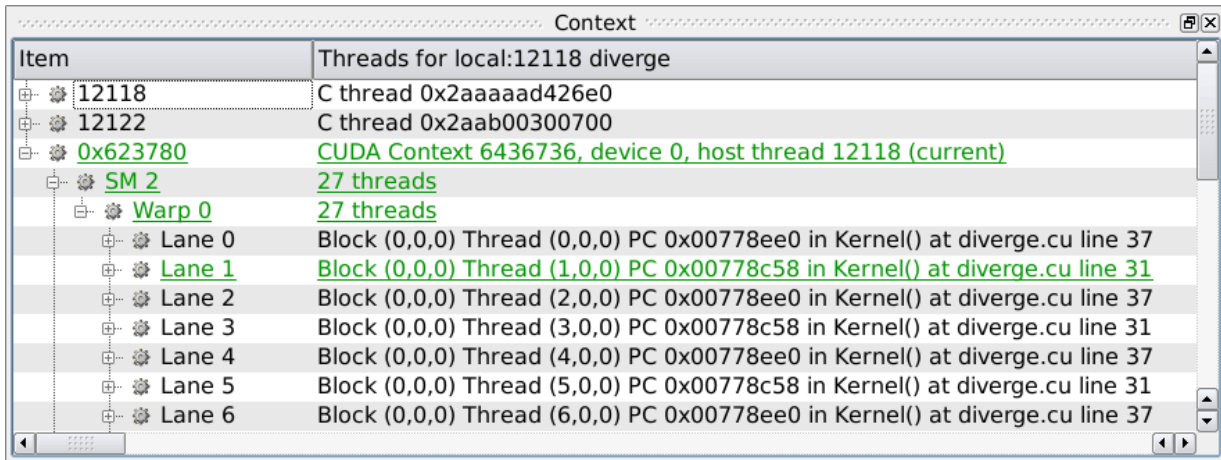 Context
Item Threads for local:12118 diverge
12118 C thread 0x2aaaaad426e0
12122 C thread 0x2aab00300700
0x623780 CUDA Context 6436736, device 0, host thread 12118 (current)
SM 2 27 threads
Warp 0 27 threads
Lane 0 Block (0,0,0) Thread (0,0,0) PC 0x00778ee0 in Kernel() at diverge.cu line 37
Lane 1 Block (0,0,0) Thread (1,0,0) PC 0x00778c58 in Kernel() at diverge.cu line 31
Lane 2 Block (0,0,0) Thread (2,0,0) PC 0x00778ee0 in Kernel() at diverge.cu line 37
Lane 3 Block (0,0,0) Thread (3,0,0) PC 0x00778c58 in Kernel() at diverge.cu line 31
Lane 4 Block (0,0,0) Thread (4,0,0) PC 0x00778ee0 in Kernel() at diverge.cu line 37
Lane 5 Block (0,0,0) Thread (5,0,0) PC 0x00778c58 in Kernel() at diverge.cu line 31
Lane 6 Block (0,0,0) Thread (6,0,0) PC 0x00778ee0 in Kernel() at diverge.cu line 37